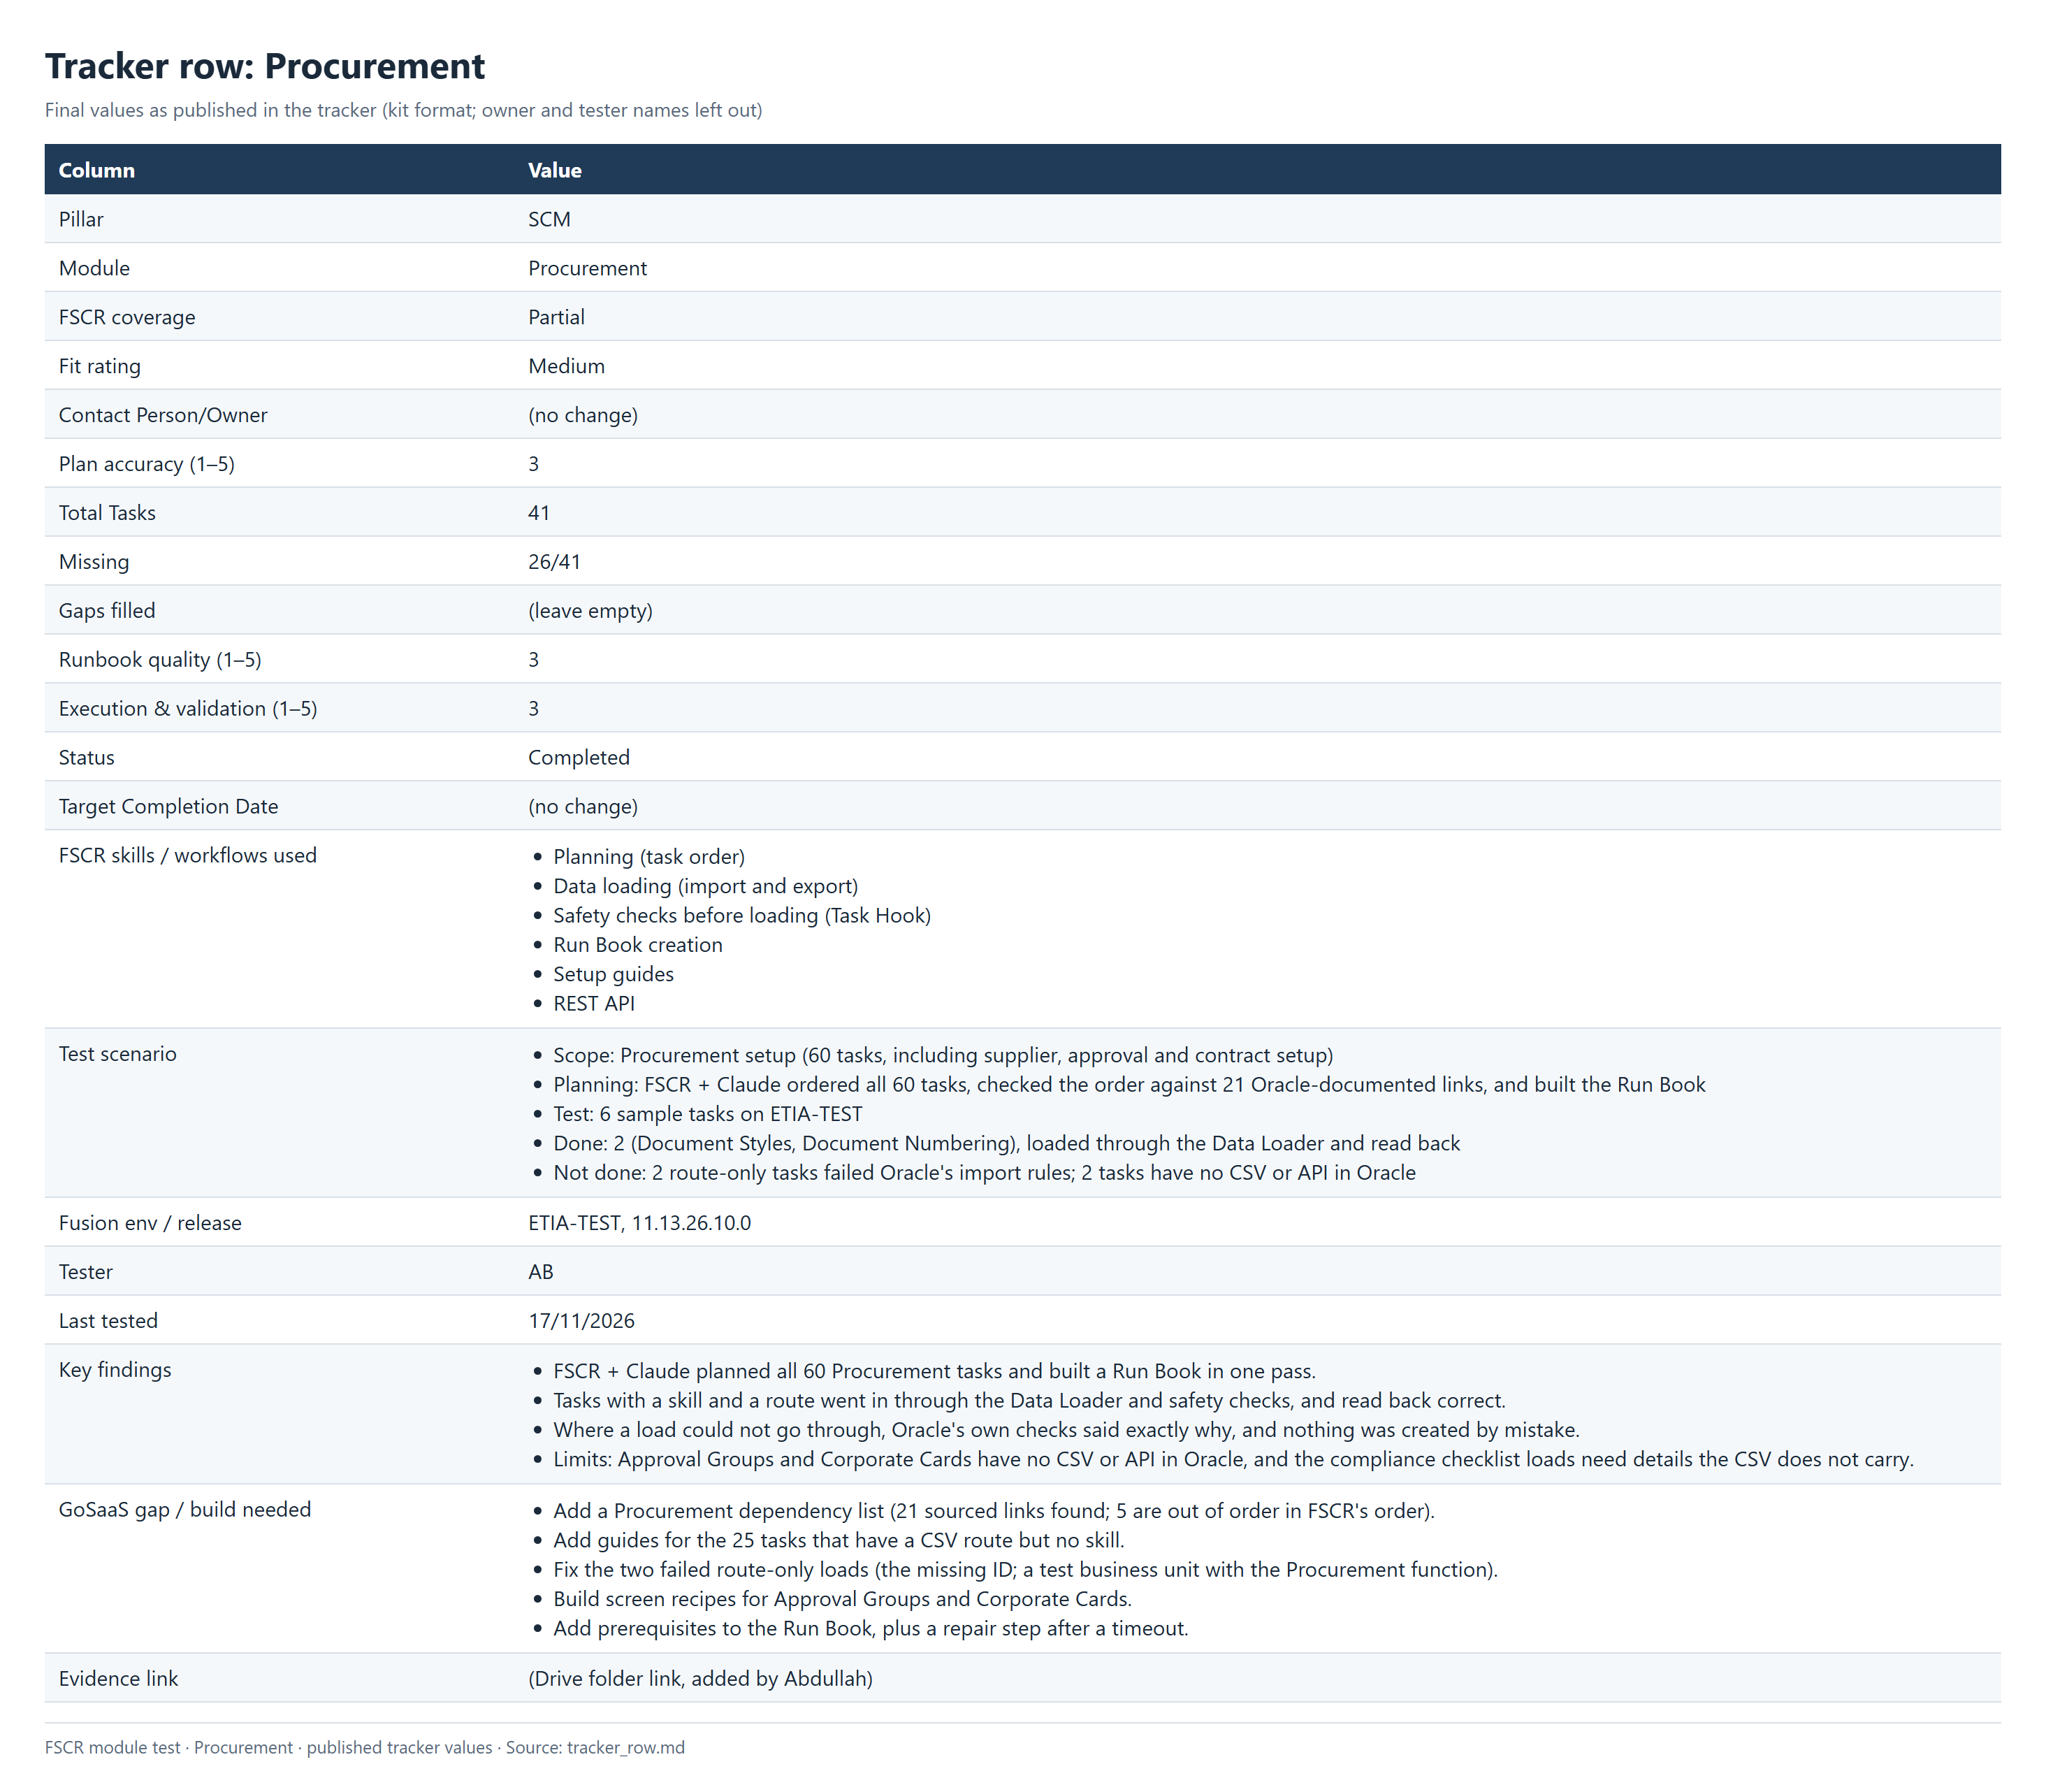 Tracker row: Procurement
Final values as published in the tracker (kit format; owner and tester names left out)
Column Value
Pillar SCM
Module Procurement
FSCR coverage Partial
Fit rating Medium
Contact Person/Owner (no change)
Plan accuracy (1–5) 3
Total Tasks 41
Missing 26/41
Gaps filled (leave empty)
Runbook quality (1–5) 3
Execution & validation (1–5) 3
Status Completed
Target Completion Date (no change)
FSCR skills / workflows used
• Planning (task order)
• Data loading (import and export)
• Safety checks before loading (Task Hook)
• Run Book creation
• Setup guides
• REST API
Test scenario
• Scope: Procurement setup (60 tasks, including supplier, approval and contract setup)
• Planning: FSCR + Claude ordered all 60 tasks, checked the order against 21 Oracle-documented links, and built the Run Book
• Test: 6 sample tasks on ETIA-TEST
• Done: 2 (Document Styles, Document Numbering), loaded through the Data Loader and read back
• Not done: 2 route-only tasks failed Oracle's import rules; 2 tasks have no CSV or API in Oracle
Fusion env / release ETIA-TEST, 11.13.26.10.0
Tester AB
Last tested 17/11/2026
Key findings
• FSCR + Claude planned all 60 Procurement tasks and built a Run Book in one pass.
• Tasks with a skill and a route went in through the Data Loader and safety checks, and read back correct.
• Where a load could not go through, Oracle's own checks said exactly why, and nothing was created by mistake.
• Limits: Approval Groups and Corporate Cards have no CSV or API in Oracle, and the compliance checklist loads need details the CSV does not carry.
GoSaaS gap / build needed
• Add a Procurement dependency list (21 sourced links found; 5 are out of order in FSCR's order).
• Add guides for the 25 tasks that have a CSV route but no skill.
• Fix the two failed route-only loads (the missing ID; a test business unit with the Procurement function).
• Build screen recipes for Approval Groups and Corporate Cards.
• Add prerequisites to the Run Book, plus a repair step after a timeout.
Evidence link (Drive folder link, added by Abdullah)
FSCR module test · Procurement · published tracker values · Source: tracker_row.md